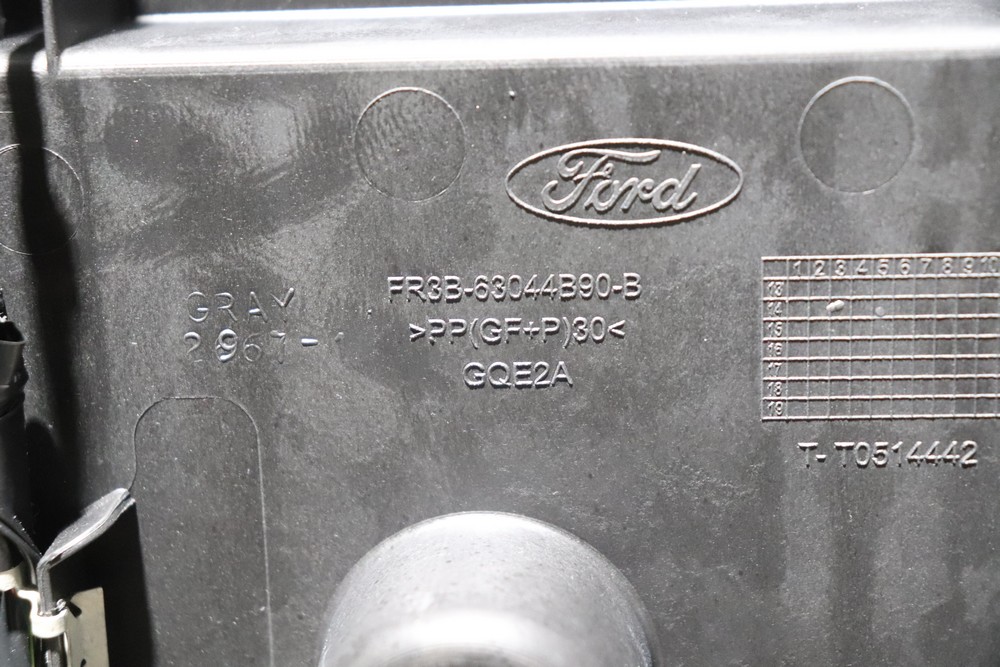 Ford
FR3B-63044B90-B
>PP(GF+P)30<
GQE2A
GRAY
2967-1
1 2 3 4 5 6 7 8 9 10
13
14
15
16
17
18
19
T- T0514442